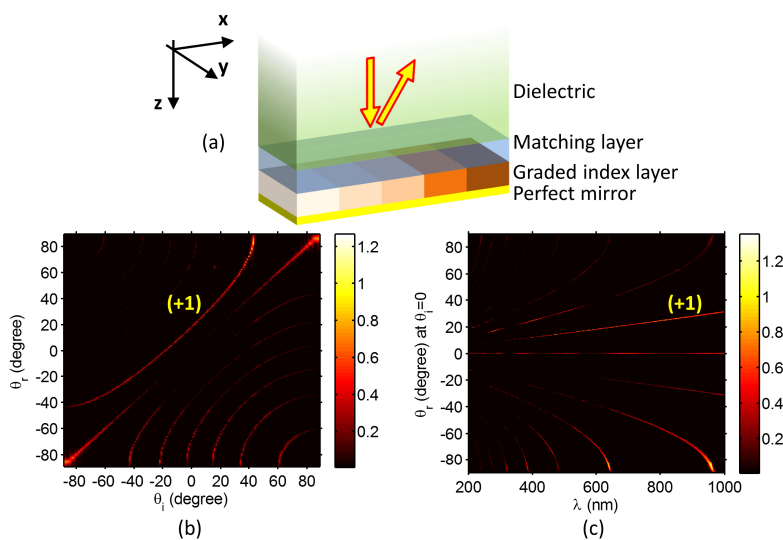 x
y
z
(a)
Dielectric
Matching layer
Graded index layer
Perfect mirror
(+1)
θr (degree)
80
60
40
20
0
-20
-40
-60
-80
-80 -60 -40 -20 0 20 40 60 80
θi (degree)
1.2
1
0.8
0.6
0.4
0.2
(b)
(+1)
θr (degree) at θi=0
80
60
40
20
0
-20
-40
-60
-80
200 400 600 800 1000
λ (nm)
1.2
1
0.8
0.6
0.4
0.2
(c)